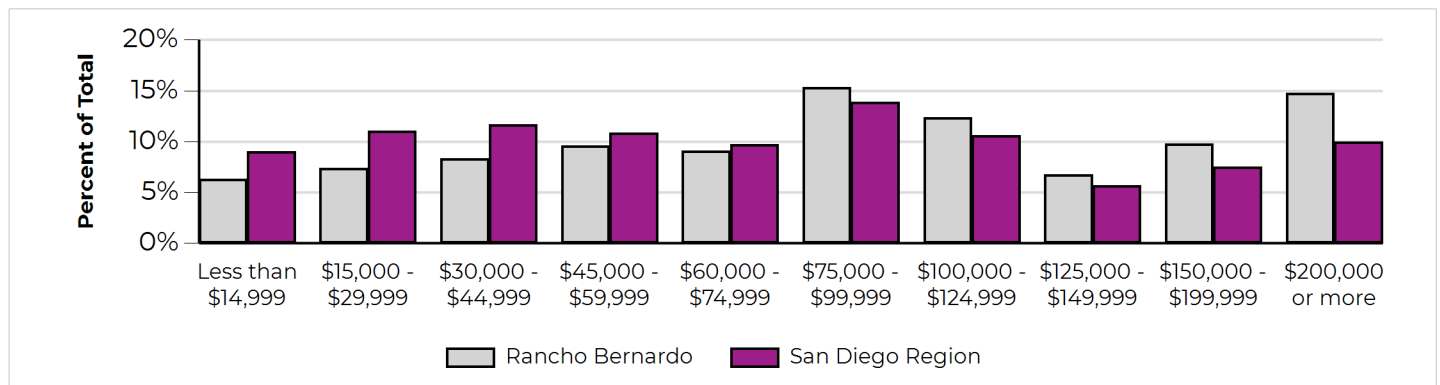 Percent of Total
20%
15%
10%
5%
0%
Less than $15,000 - $30,000 - $45,000 - $60,000 - $75,000 - $100,000 - $125,000 - $150,000 - $200,000
$14,999 $29,999 $44,999 $59,999 $74,999 $99,999 $124,999 $149,999 $199,999 or more
Rancho Bernardo San Diego Region